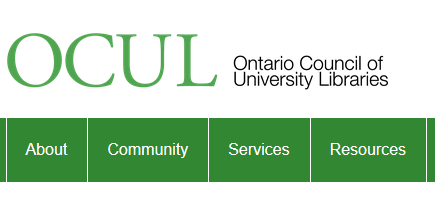 OCUL
Ontario Council of
University Libraries
About
Community
Services
Resources